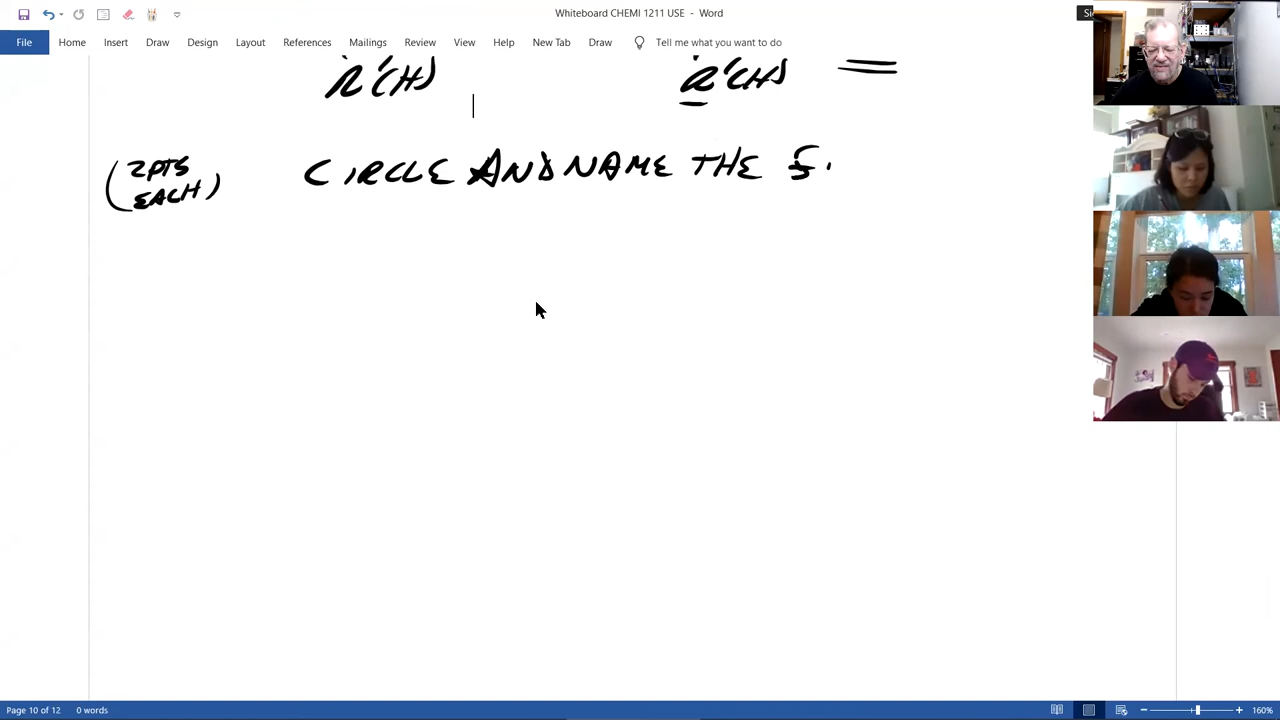 Whiteboard CHEMI 1211 USE - Word
File Home Insert Draw Design Layout References Mailings Review View Help New Tab Draw Tell me what you want to do
R'(H) R'(H)
(2PTS CIRCLE AND NAME THE F.
EACH)
Page 10 of 12 0 words 160%